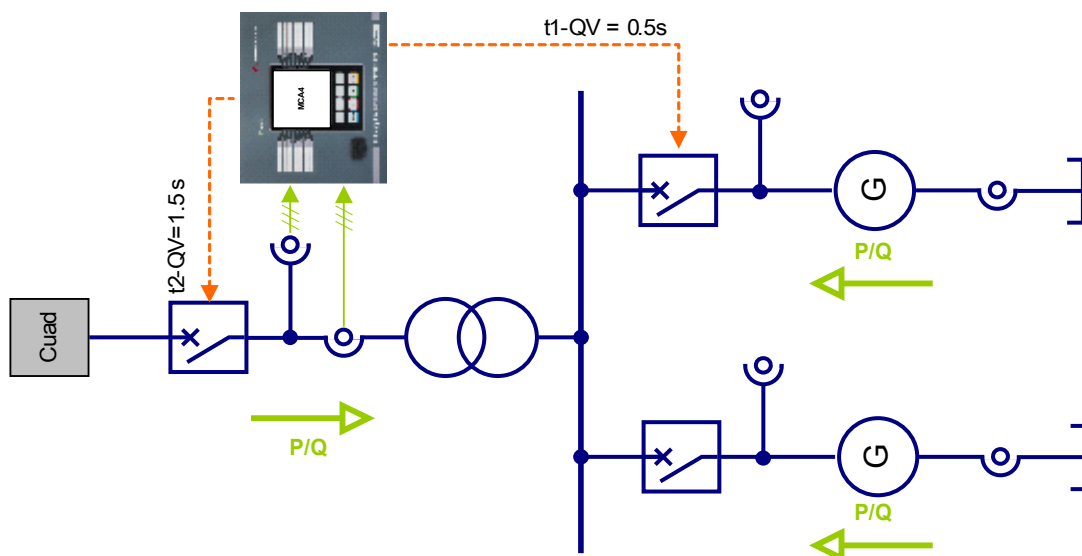 t1-QV = 0.5s
MCA4
t2-QV=1.5 s
G
P/Q
Cuad
P/Q
G
P/Q